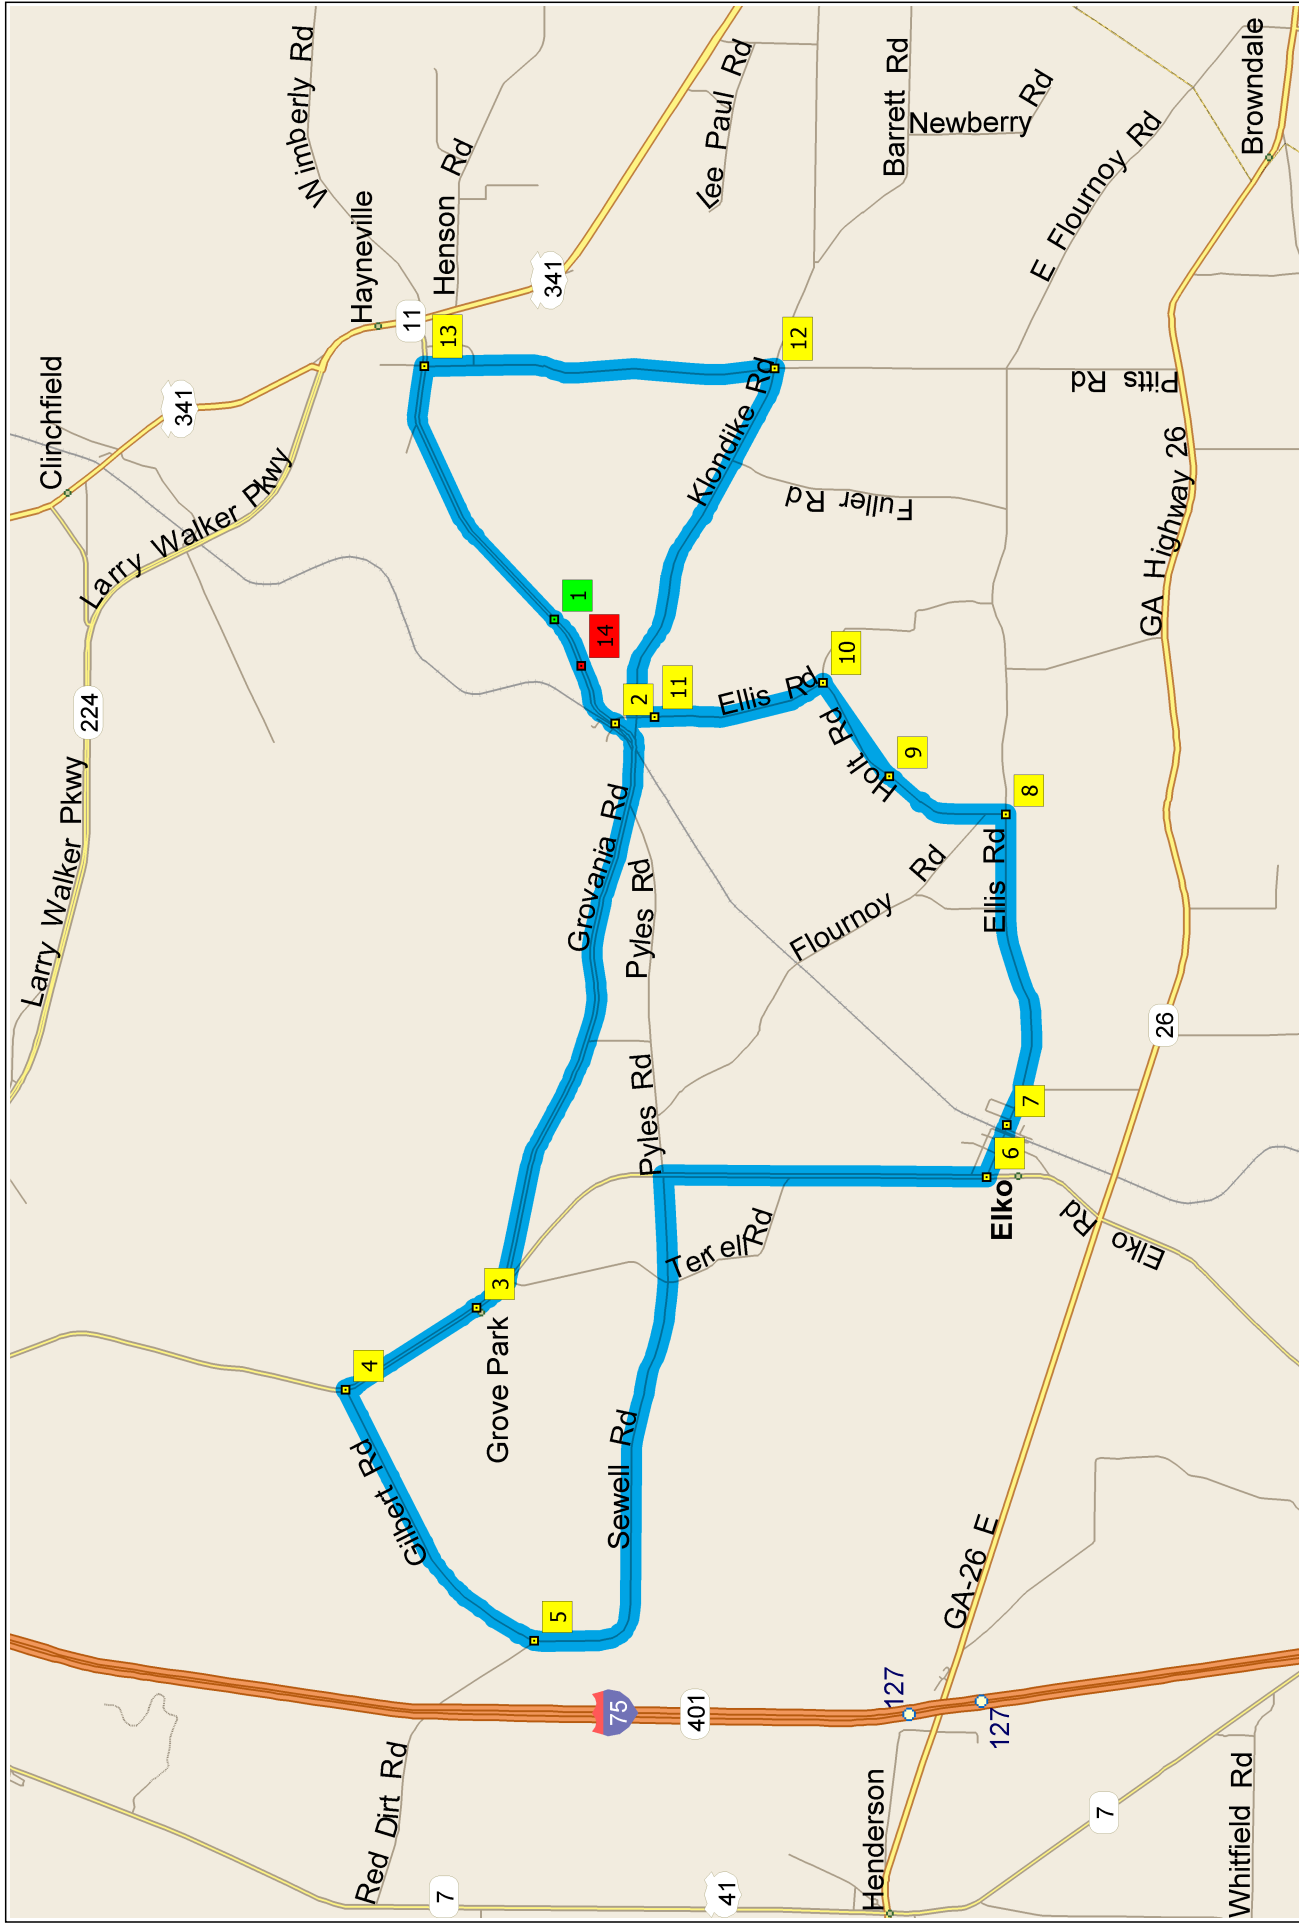 Clinchfield
341
Larry Walker Pkwy
224
Larry Walker Pkwy
Larry Walker Pkwy
Wimberly Rd
Hayneville
11
Henson Rd
341
Lee Paul Rd
Barrett Rd
Newberry Rd
E Flournoy Rd
Browndale
13
12
Klondike Rd
Fuller Rd
Pitts Rd
GA Highway 26
1
14
2
11
Ellis Rd
10
Holt Rd
9
8
Ellis Rd
Flournoy Rd
Grovania Rd
Pyles Rd
Pyles Rd
26
7
6
Elko
Elko Rd
Terrell Rd
3
Grove Park
4
Gilbert Rd
Sewell Rd
5
GA-26 E
75
401
127
127
Red Dirt Rd
7
41
Henderson
7
Whitfield Rd